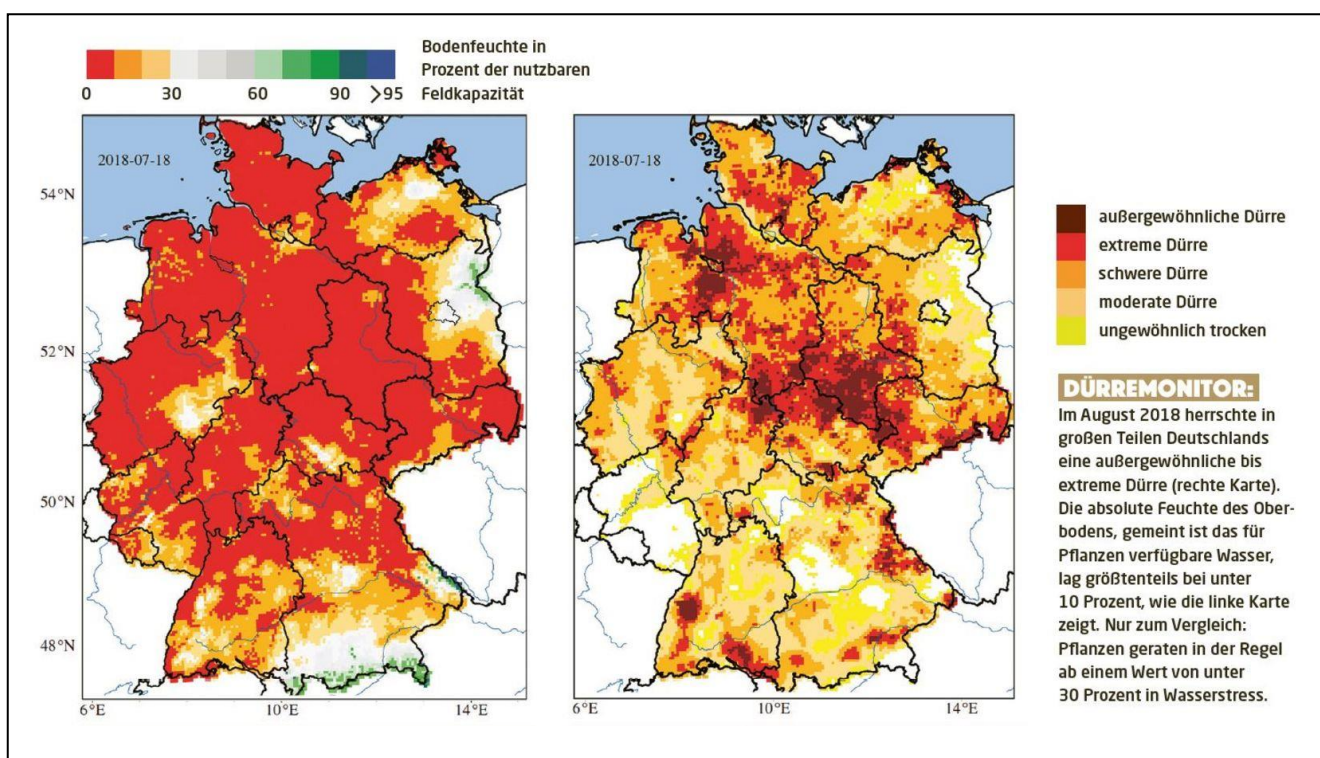 Bodenfeuchte in
Prozent der nutzbaren
Feldkapazität
0 30 60 90 >95
2018-07-18
54°N
52°N
50°N
48°N
6°E 10°E 14°E
2018-07-18
6°E 10°E 14°E
außergewöhnliche Dürre
extreme Dürre
schwere Dürre
moderate Dürre
ungewöhnlich trocken
DÜRREMONITOR:
Im August 2018 herrschte in
großen Teilen Deutschlands
eine außergewöhnliche bis
extreme Dürre (rechte Karte).
Die absolute Feuchte des Ober-
bodens, gemeint ist das für
Pflanzen verfügbare Wasser,
lag größtenteils bei unter
10 Prozent, wie die linke Karte
zeigt. Nur zum Vergleich:
Pflanzen geraten in der Regel
ab einem Wert von unter
30 Prozent in Wasserstress.